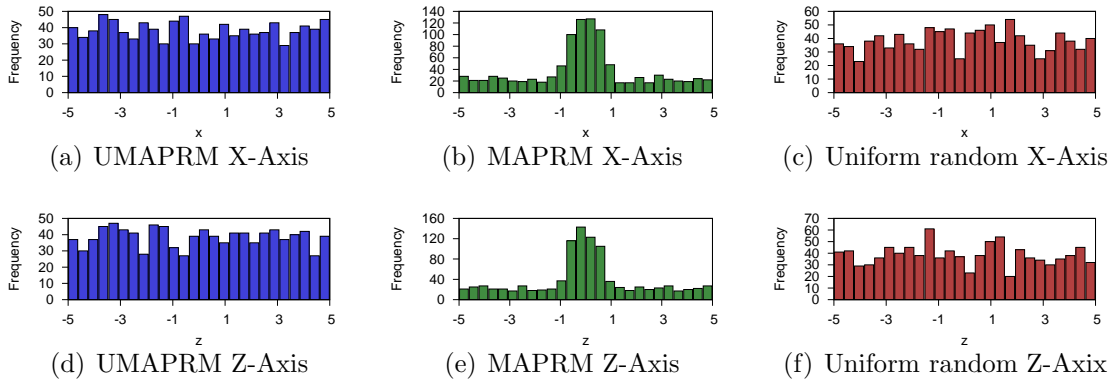 50
40
30
20
10
0
Frequency
-5 -3 -1 1 3 5
x
(a) UMAPRM X-Axis
140
120
100
80
60
40
20
0
Frequency
-5 -3 -1 1 3 5
x
(b) MAPRM X-Axis
60
50
40
30
20
10
0
Frequency
-5 -3 -1 1 3 5
x
(c) Uniform random X-Axis
50
40
30
20
10
0
Frequency
-5 -3 -1 1 3 5
z
(d) UMAPRM Z-Axis
160
120
80
40
0
Frequency
-5 -3 -1 1 3 5
z
(e) MAPRM Z-Axis
70
60
50
40
30
20
10
0
Frequency
-5 -3 -1 1 3 5
z
(f) Uniform random Z-Axix